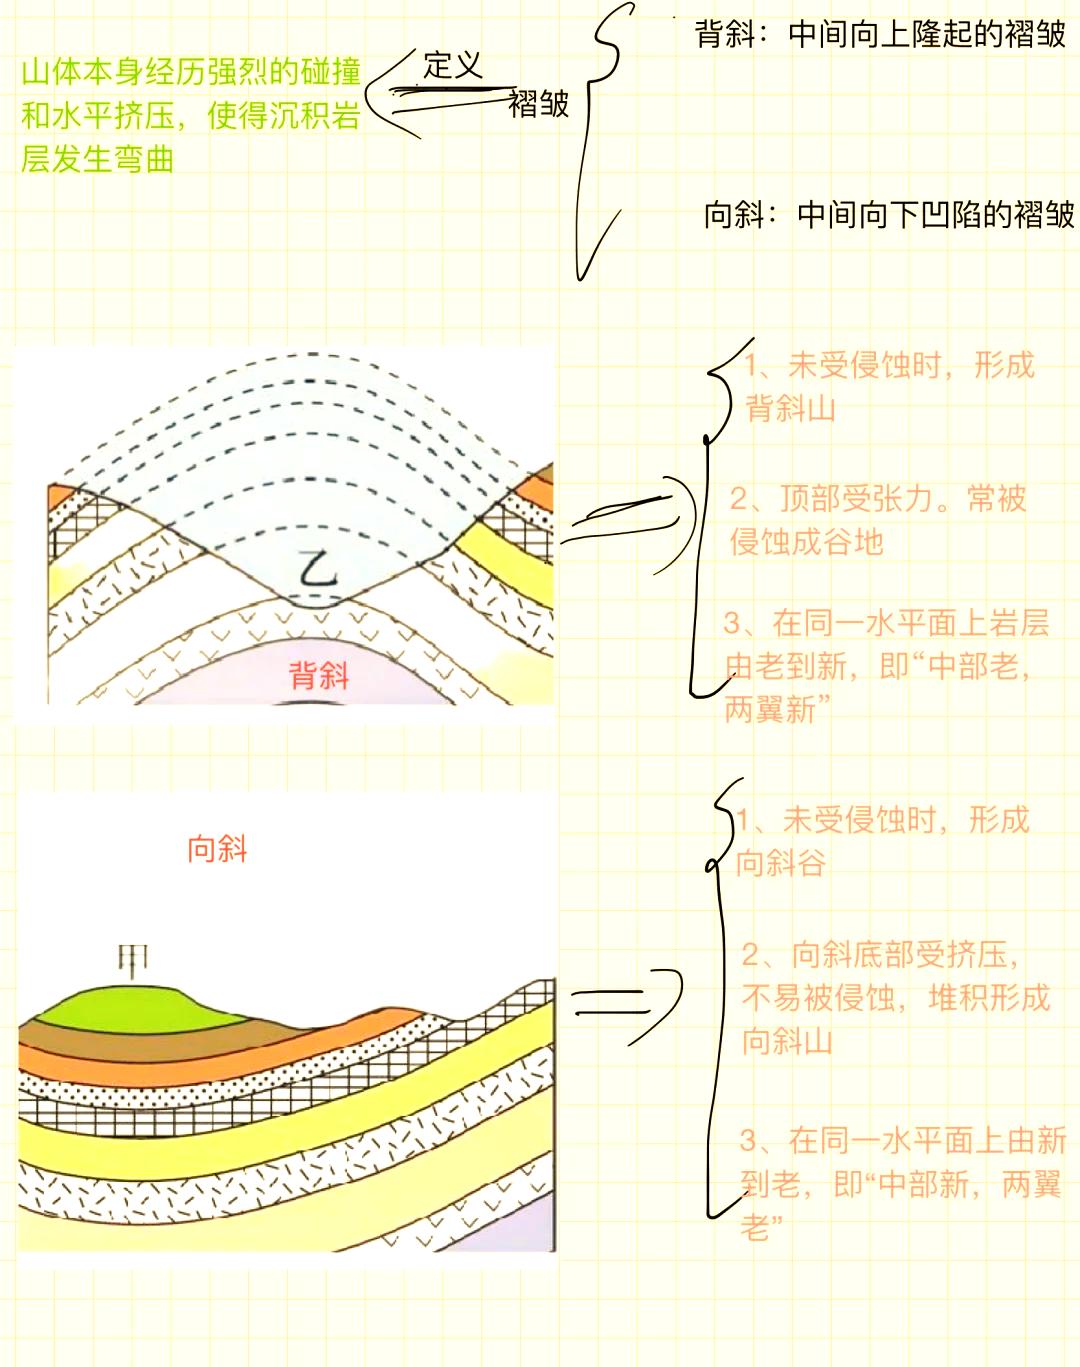 背斜：中间向上隆起的褶皱
定义
山体本身经历强烈的碰撞
和水平挤压，使得沉积岩
层发生弯曲
褶皱
向斜：中间向下凹陷的褶皱
1、未受侵蚀时，形成
背斜山
2、顶部受张力。常被
侵蚀成谷地
乙
背斜
3、在同一水平面上岩层
由老到新，即“中部老，
两翼新”
向斜
1、未受侵蚀时，形成
向斜谷
甲
2、向斜底部受挤压，
不易被侵蚀，堆积形成
向斜山
3、在同一水平面上由新
到老，即“中部新，两翼
老”